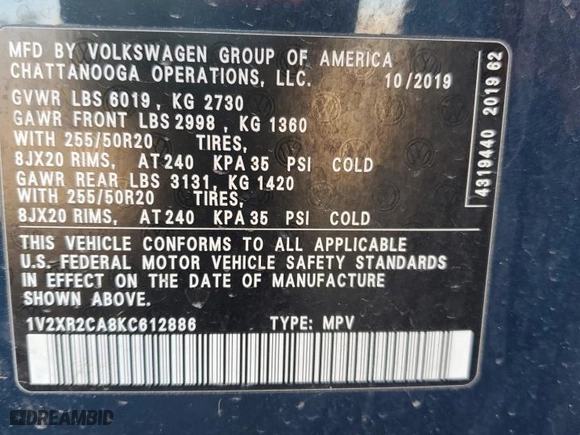 MFD BY VOLKSWAGEN GROUP OF AMERICA
CHATTANOOGA OPERATIONS, LLC. 10/2019
GVWR LBS 6019 , KG 2730
GAWR FRONT LBS 2998 , KG 1360
WITH 255/50R20 TIRES,
8JX20 RIMS, AT 240 KPA 35 PSI COLD
GAWR REAR LBS 3131, KG 1420
WITH 255/50R20 TIRES,
8JX20 RIMS, AT 240 KPA 35 PSI COLD
THIS VEHICLE CONFORMS TO ALL APPLICABLE
U.S. FEDERAL MOTOR VEHICLE SAFETY STANDARDS
IN EFFECT ON THE DATE OF MANUFACTURE
SHOWN ABOVE.
1V2XR2CA8KC612886 TYPE: MPV
4319440 2019 62
DREAMBID